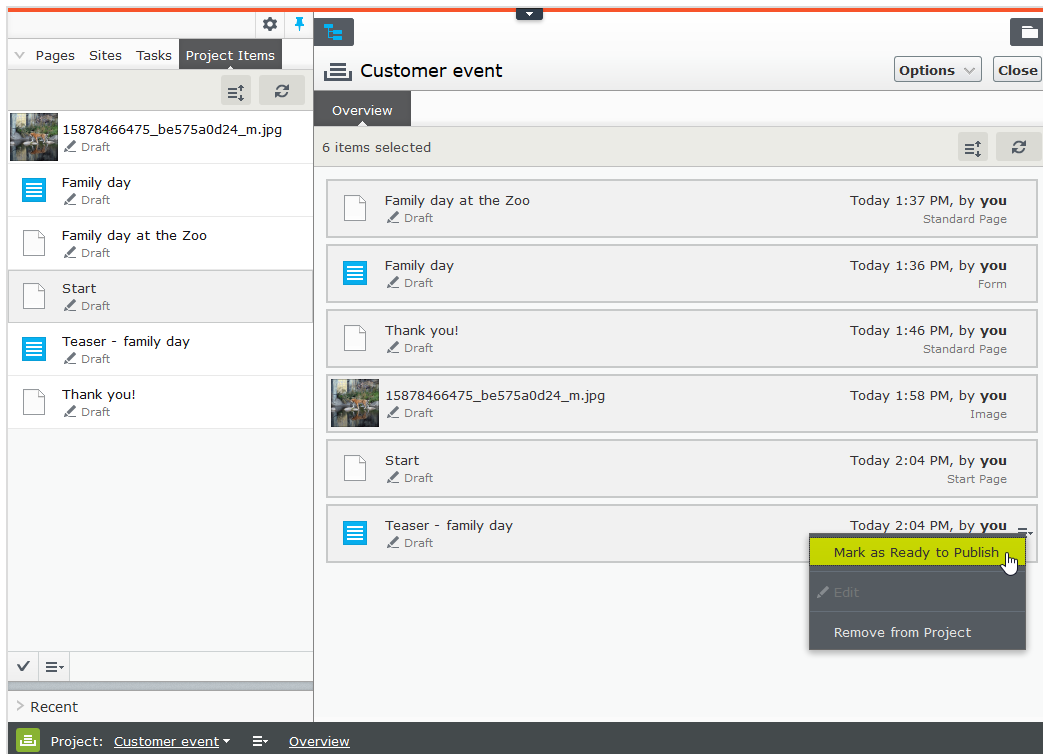 Pages Sites Tasks Project Items
15878466475_be575a0d24_m.jpg
Draft
Family day
Draft
Family day at the Zoo
Draft
Start
Draft
Teaser - family day
Draft
Thank you!
Draft
Recent
Customer event
Options Close
Overview
6 items selected
Family day at the Zoo Today 1:37 PM, by you
Draft Standard Page
Family day Today 1:36 PM, by you
Draft Form
Thank you! Today 1:46 PM, by you
Draft Standard Page
15878466475_be575a0d24_m.jpg Today 1:58 PM, by you
Draft Image
Start Today 2:04 PM, by you
Draft Start Page
Teaser - family day Today 2:04 PM, by you
Draft
Mark as Ready to Publish
Edit
Remove from Project
Project: Customer event Overview